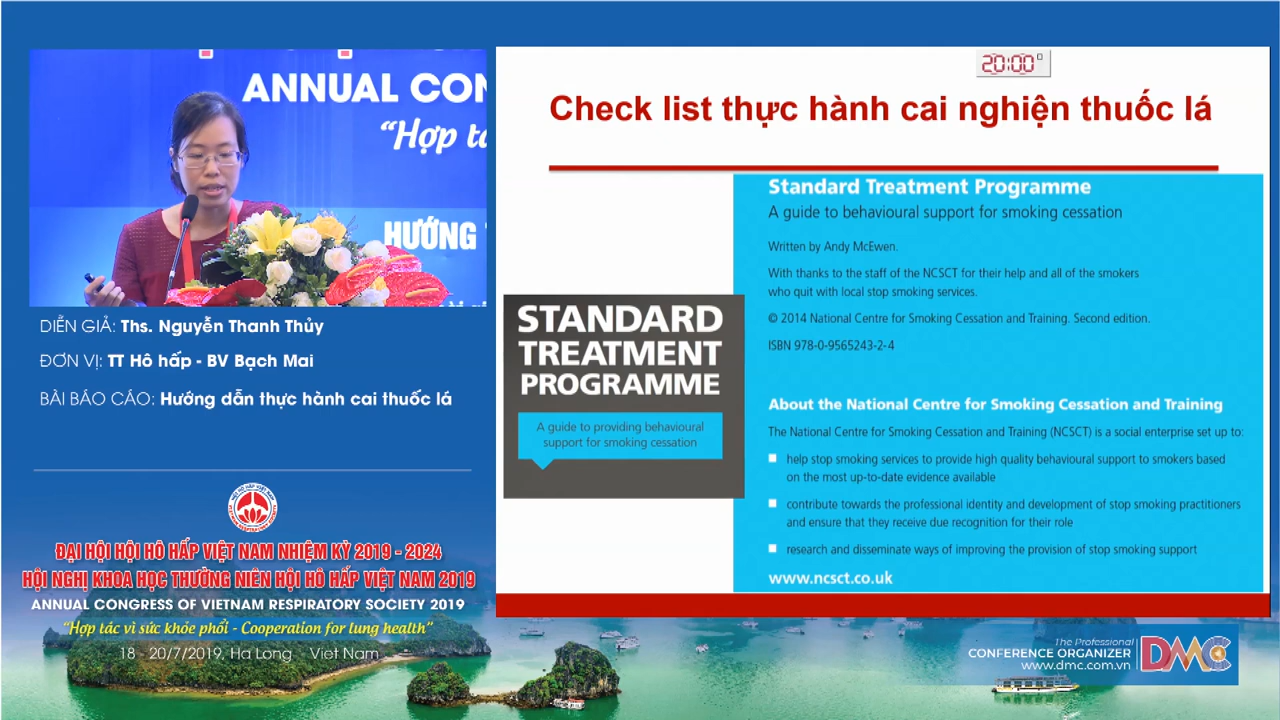 ANNUAL CON
“Hợp tá
HƯỚNG
DIỄN GIẢ: Ths. Nguyễn Thanh Thủy
ĐƠN VỊ: TT Hô hấp - BV Bạch Mai
BÀI BÁO CÁO: Hướng dẫn thực hành cai thuốc lá
HỘI HÔ HẤP VIỆT NAM
ĐẠI HỘI HỘI HÔ HẤP VIỆT NAM NHIỆM KỲ 2019 - 2024
HỘI NGHỊ KHOA HỌC THƯỜNG NIÊN HỘI HÔ HẤP VIỆT NAM 2019
ANNUAL CONGRESS OF VIETNAM RESPIRATORY SOCIETY 2019
“Hợp tác vì sức khỏe phổi - Cooperation for lung health”
18 - 20/7/2019, Ha Long Viet Nam
20:00
Check list thực hành cai nghiện thuốc lá
STANDARD
TREATMENT
PROGRAMME
A guide to providing behavioural
support for smoking cessation
Standard Treatment Programme
A guide to behavioural support for smoking cessation
Written by Andy McEwen.
With thanks to the staff of the NCSCT for their help and all of the smokers
who quit with local stop smoking services.
© 2014 National Centre for Smoking Cessation and Training. Second edition.
ISBN 978-0-9565243-2-4
About the National Centre for Smoking Cessation and Training
The National Centre for Smoking Cessation and Training (NCSCT) is a social enterprise set up to:
help stop smoking services to provide high quality behavioural support to smokers based
on the most up-to-date evidence available
contribute towards the professional identity and development of stop smoking practitioners
and ensure that they receive due recognition for their role
research and disseminate ways of improving the provision of stop smoking support
www.ncsct.co.uk
The Professional
CONFERENCE ORGANIZER
www.dmc.com.vn
DMC